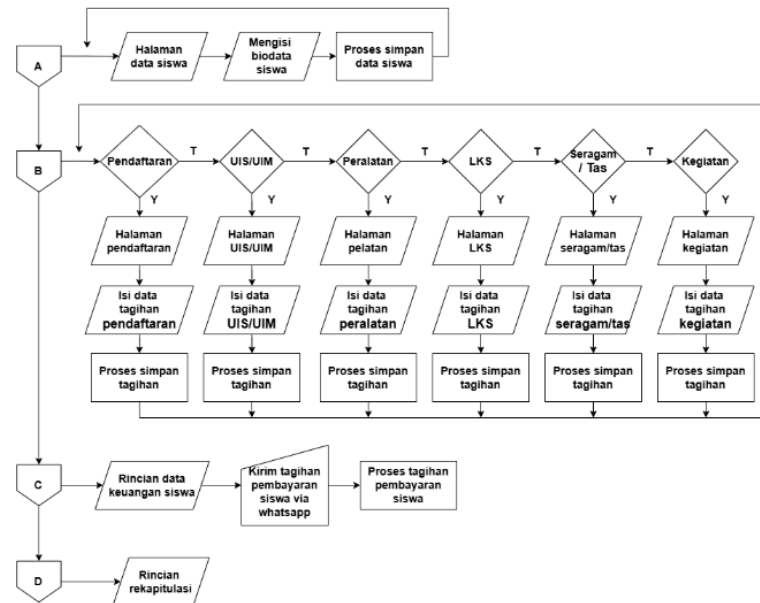 A
Halaman
data siswa
Mengisi
biodata
siswa
Proses simpan
data siswa
B
Pendaftaran
T
UIS/UIM
T
Peralatan
T
LKS
T
Seragam
/ Tas
T
Kegiatan
Y
Y
Y
Y
Y
Y
Halaman
pendaftaran
Halaman
UIS/UIM
Halaman
pelatan
Halaman
LKS
Halaman
seragam/tas
Halaman
kegiatan
Isi data
tagihan
pendaftaran
Isi data
tagihan
UIS/UIM
Isi data
tagihan
peralatan
Isi data
tagihan
LKS
Isi data
tagihan
seragam/tas
Isi data
tagihan
kegiatan
Proses simpan
tagihan
Proses simpan
tagihan
Proses simpan
tagihan
Proses simpan
tagihan
Proses simpan
tagihan
Proses simpan
tagihan
C
Rincian data
keuangan siswa
Kirim tagihan
pembayaran
siswa via
whatsapp
Proses tagihan
pembayaran
siswa
D
Rincian
rekapitulasi